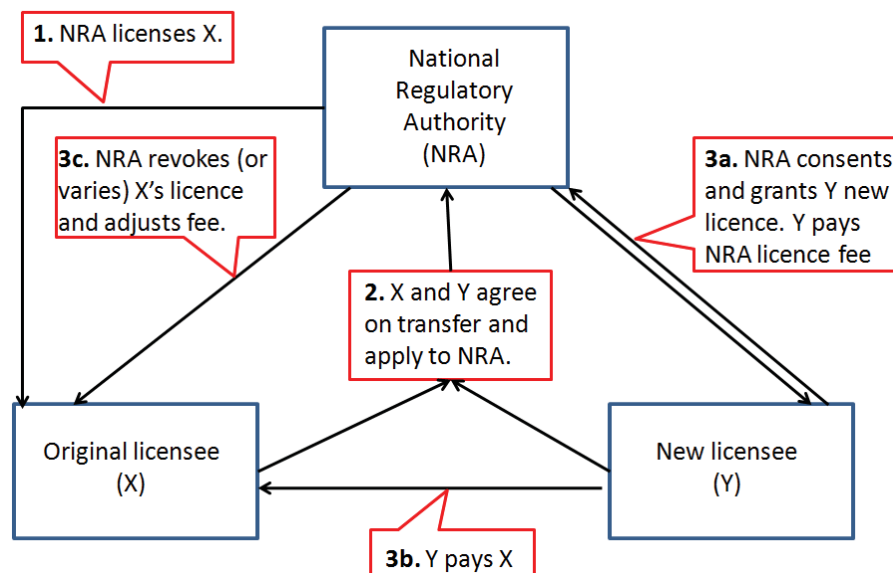 1. NRA licenses X.
National
Regulatory
Authority
(NRA)
3c. NRA revokes (or
varies) X's licence
and adjusts fee.
3a. NRA consents
and grants Y new
licence. Y pays
NRA licence fee
2. X and Y agree
on transfer and
apply to NRA.
Original licensee
(X)
New licensee
(Y)
3b. Y pays X